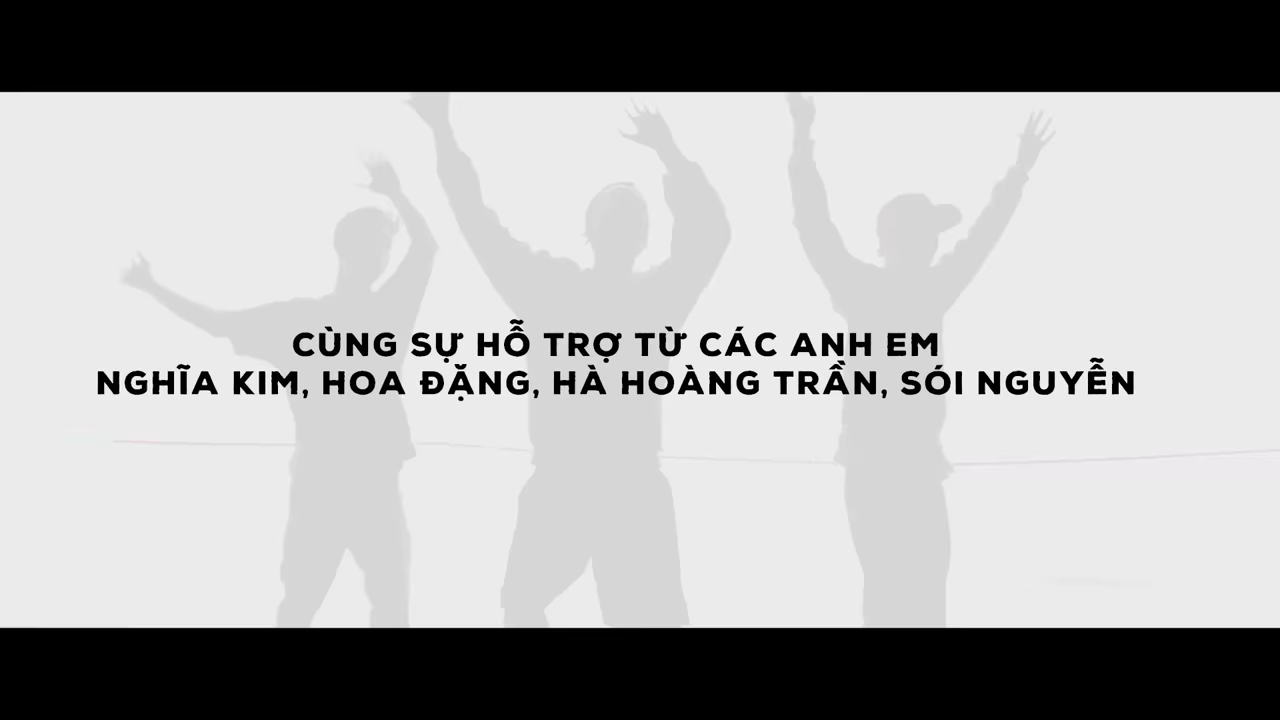 CÙNG SỰ HỖ TRỢ TỪ CÁC ANH EM
NGHĨA KIM, HOA ĐẶNG, HÀ HOÀNG TRẦN, SÓI NGUYỄN